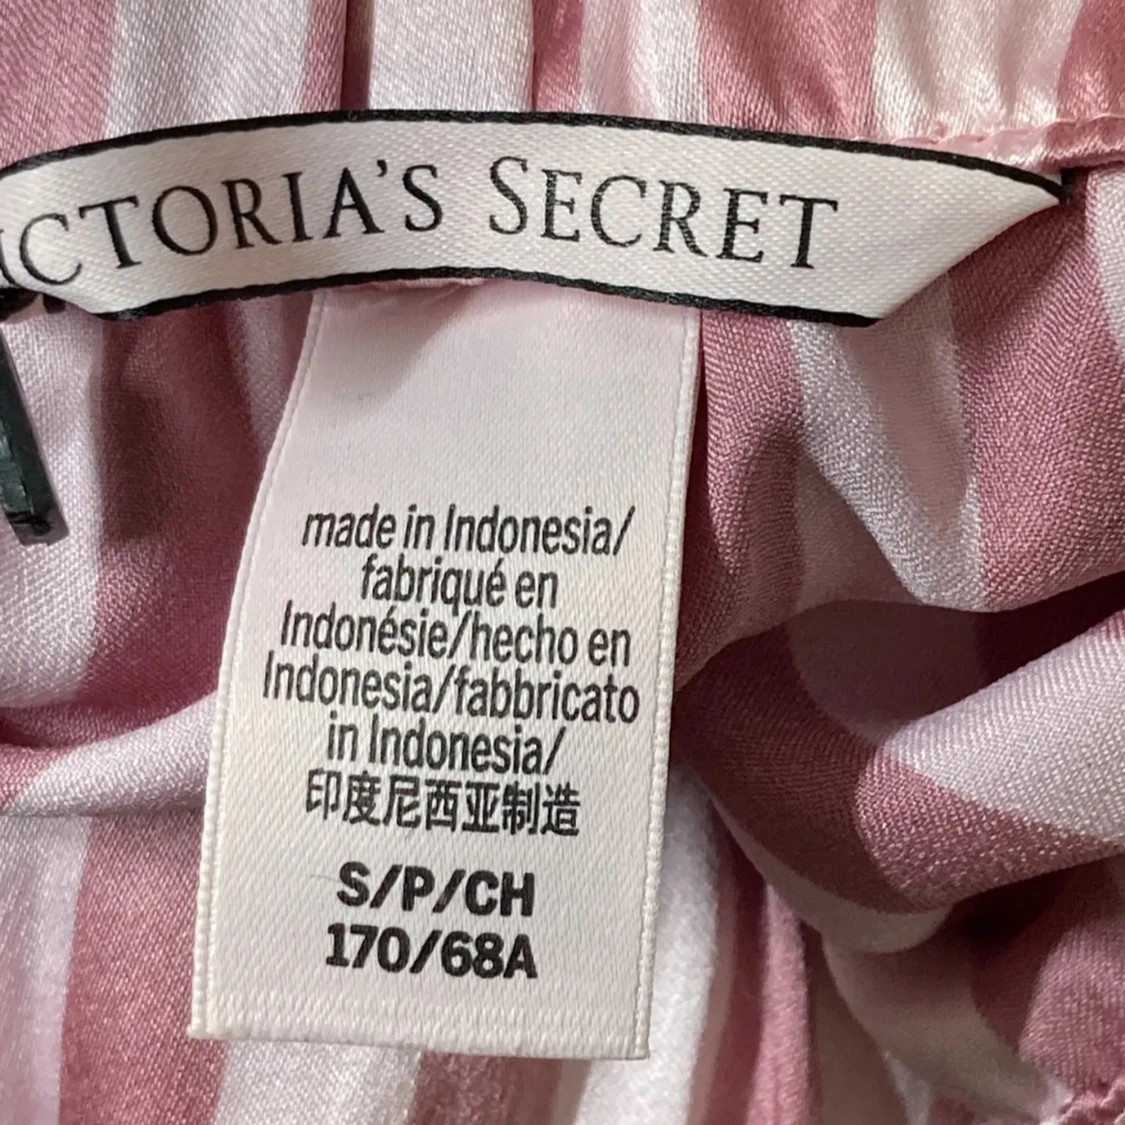 ICTORIA'S SECRET
made in Indonesia/
fabriqué en
Indonésie/hecho en
Indonesia/fabbricato
in Indonesia/
印度尼西亚制造
S/P/CH
170/68A